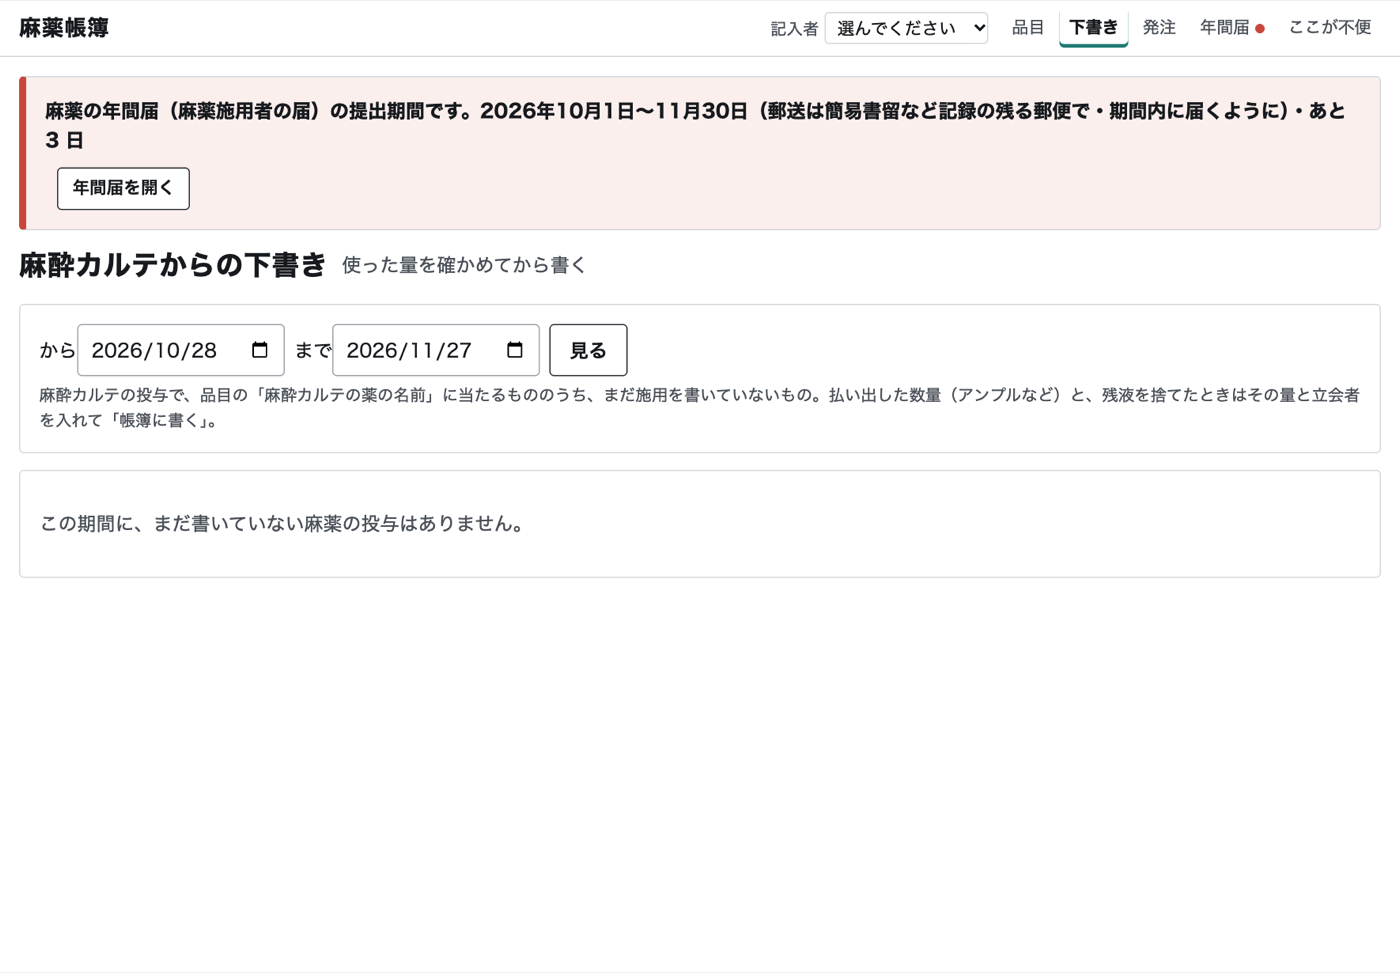 麻薬帳簿
記入者 選んでください 品目 下書き 発注 年間届 ここが不便
麻薬の年間届（麻薬施用者の届）の提出期間です。2026年10月1日〜11月30日（郵送は簡易書留など記録の残る郵便で・期間内に届くように）・あと
3 日
年間届を開く
麻酔カルテからの下書き 使った量を確かめてから書く
から 2026/10/28 まで 2026/11/27 見る
麻酔カルテの投与で、品目の「麻酔カルテの薬の名前」に当たるもののうち、まだ施用を書いていないもの。払い出した数量（アンプルなど）と、残液を捨てたときはその量と立会者
を入れて「帳簿に書く」。
この期間に、まだ書いていない麻薬の投与はありません。